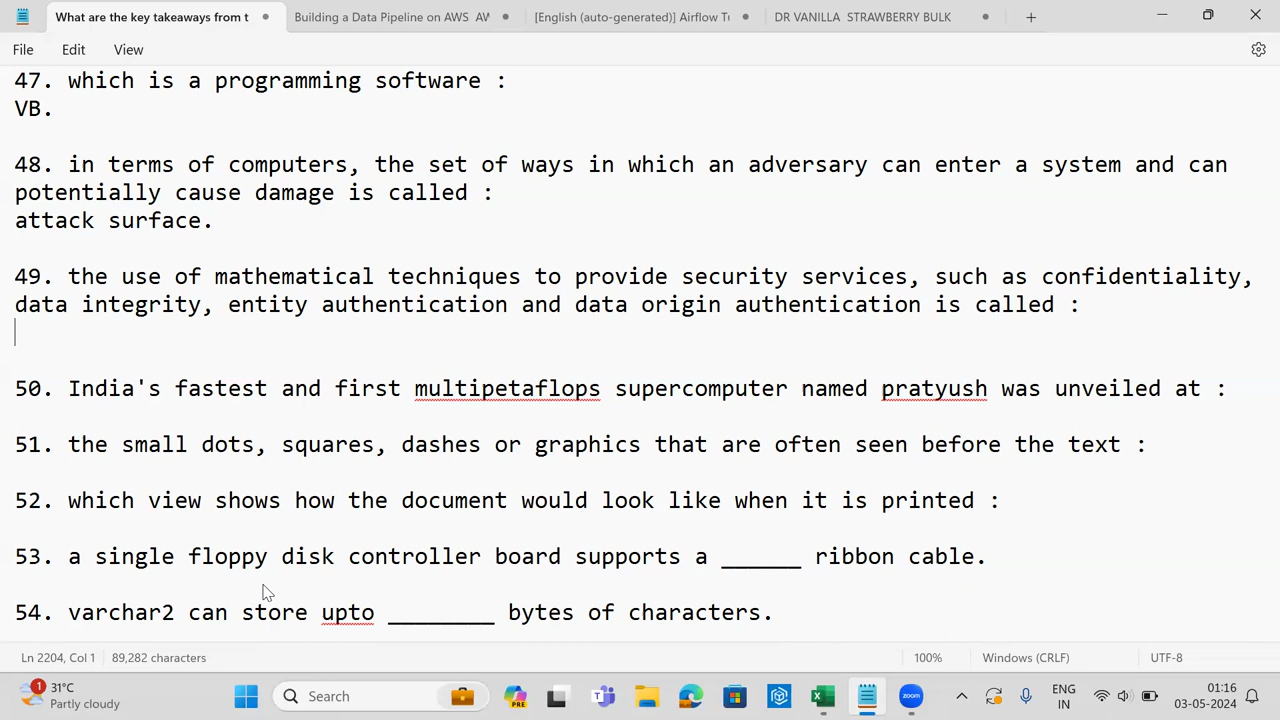 What are the key takeaways from t
Building a Data Pipeline on AWS AW
[English (auto-generated)] Airflow Tu
DR VANILLA STRAWBERRY BULK
File Edit View
47. which is a programming software :
VB.
48. in terms of computers, the set of ways in which an adversary can enter a system and can
potentially cause damage is called :
attack surface.
49. the use of mathematical techniques to provide security services, such as confidentiality,
data integrity, entity authentication and data origin authentication is called :
50. India's fastest and first multipetaflops supercomputer named pratyush was unveiled at :
51. the small dots, squares, dashes or graphics that are often seen before the text :
52. which view shows how the document would look like when it is printed :
53. a single floppy disk controller board supports a ______ ribbon cable.
54. varchar2 can store upto ________ bytes of characters.
Ln 2204, Col 1 89,282 characters 100% Windows (CRLF) UTF-8
1
31°C
Partly cloudy
Search
PRE
zoom
ENG
IN
01:16
03-05-2024